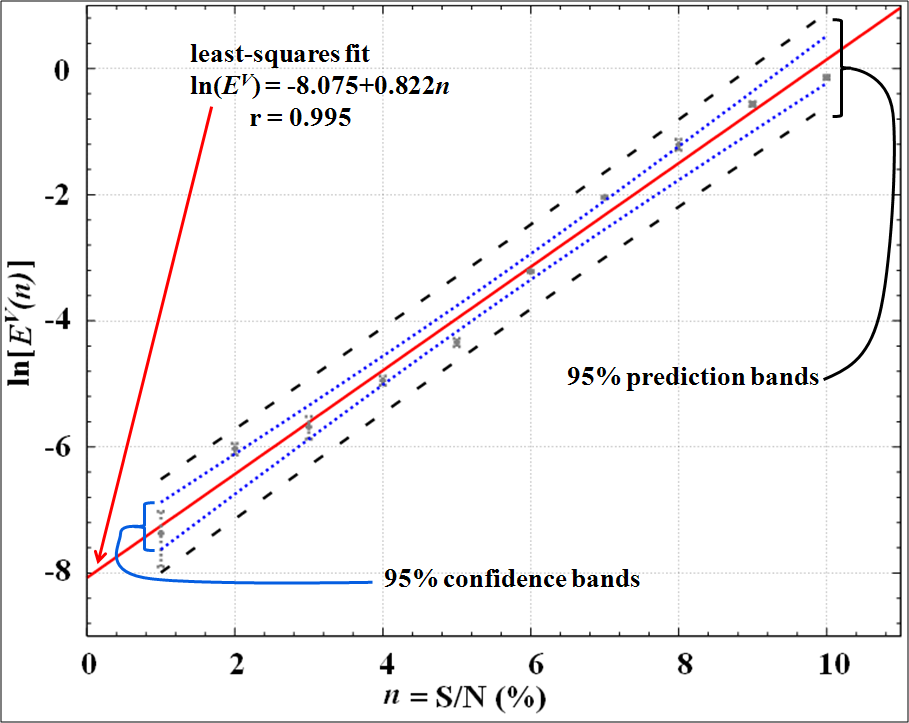 least-squares fit
ln(E^V) = -8.075+0.822n
r = 0.995
0
-2
-4
-6
-8
ln[E^V(n)]
95% prediction bands
95% confidence bands
0 2 4 6 8 10
n = S/N (%)